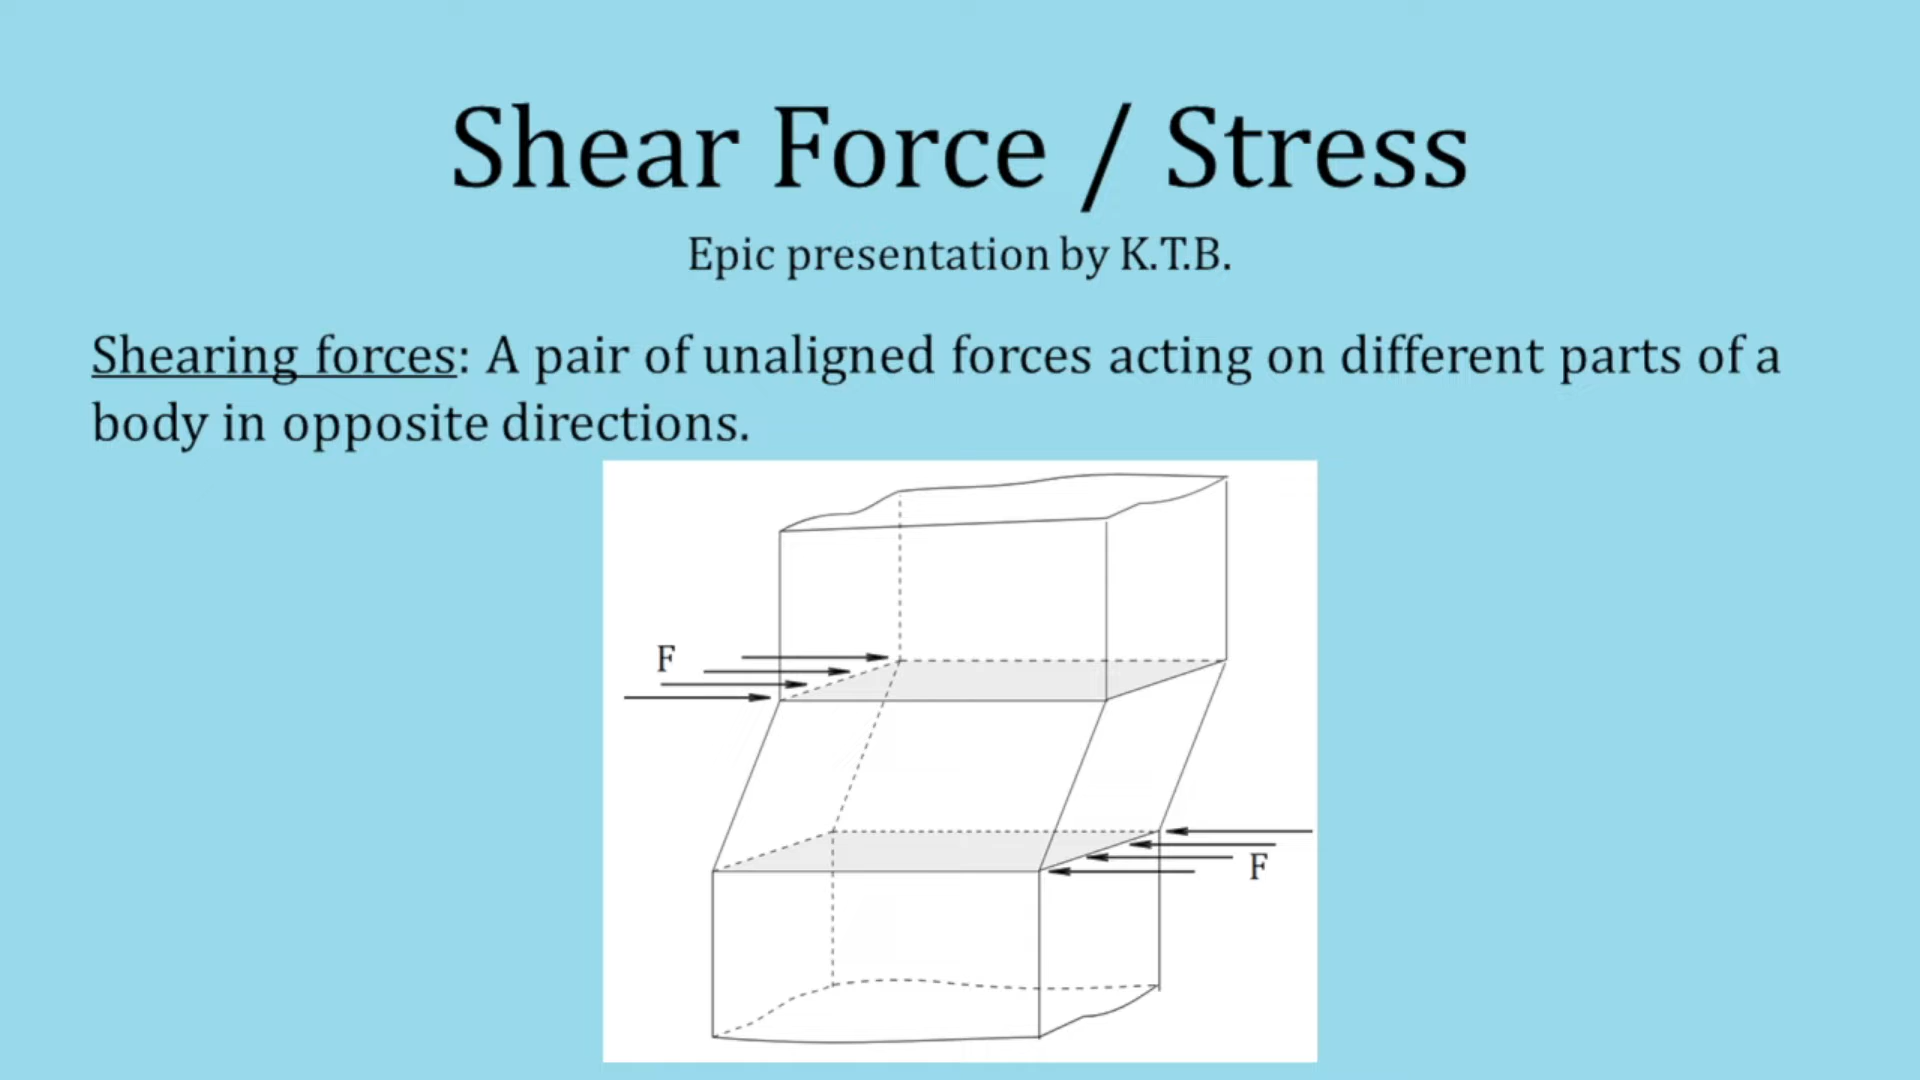 Shear Force / Stress
Epic presentation by K.T.B.
Shearing forces: A pair of unaligned forces acting on different parts of a
body in opposite directions.
F
F